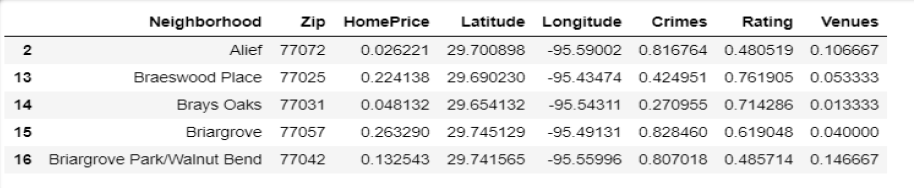 Neighborhood Zip HomePrice Latitude Longitude Crimes Rating Venues
2 Alief 77072 0.026221 29.700898 -95.59002 0.816764 0.480519 0.106667
13 Braeswood Place 77025 0.224138 29.690230 -95.43474 0.424951 0.761905 0.053333
14 Brays Oaks 77031 0.048132 29.654132 -95.54311 0.270955 0.714286 0.013333
15 Briargrove 77057 0.263290 29.745129 -95.49131 0.828460 0.619048 0.040000
16 Briargrove Park/Walnut Bend 77042 0.132543 29.741565 -95.55996 0.807018 0.485714 0.146667